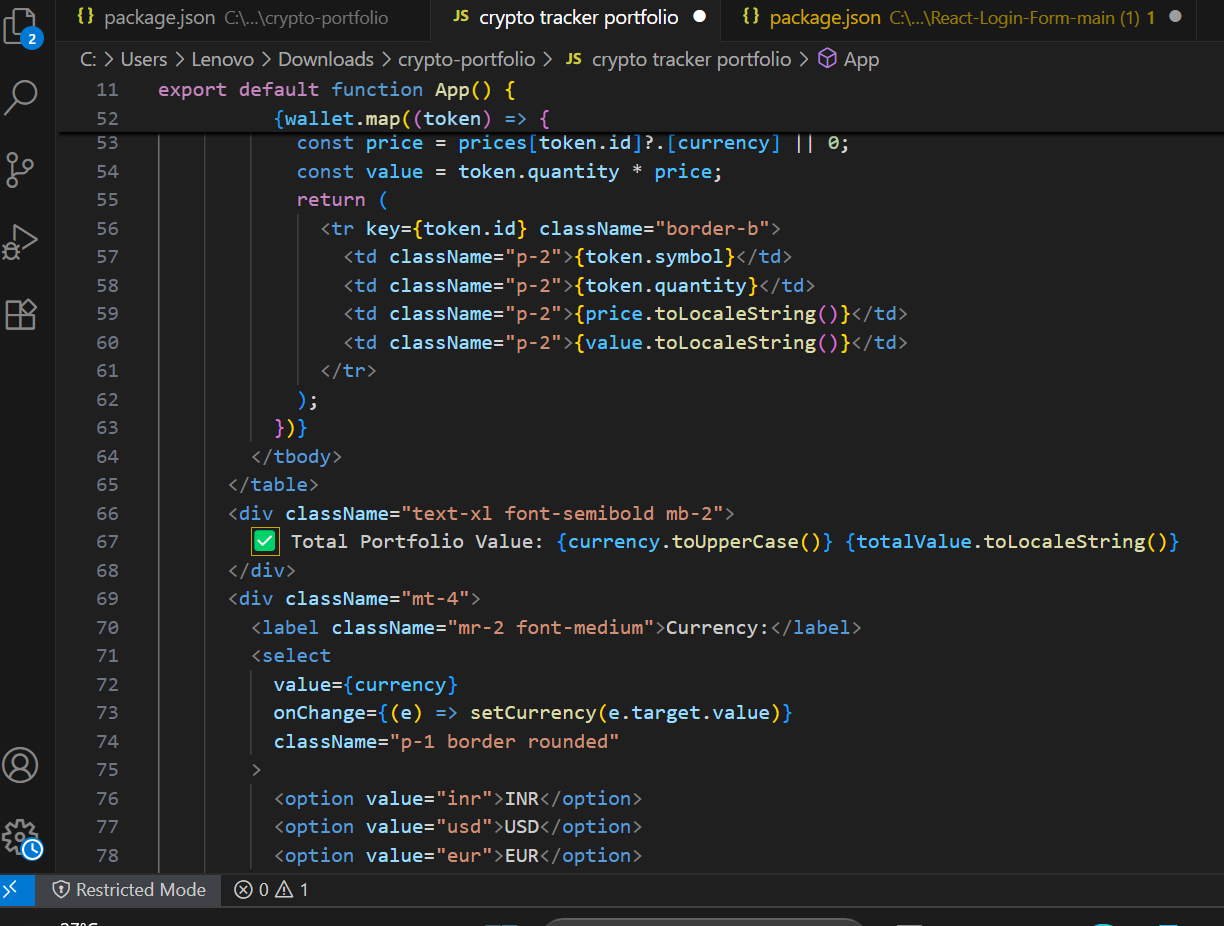 2
{} package.json C:\...\crypto-portfolio
JS crypto tracker portfolio
{} package.json C:\...\React-Login-Form-main (1) 1
C: > Users > Lenovo > Downloads > crypto-portfolio > JS crypto tracker portfolio > App
11 export default function App() {
52 {wallet.map((token) => {
53 const price = prices[token.id]?.[currency] || 0;
54 const value = token.quantity * price;
55 return (
56 <tr key={token.id} className="border-b">
57 <td className="p-2">{token.symbol}</td>
58 <td className="p-2">{token.quantity}</td>
59 <td className="p-2">{price.toLocaleString()}</td>
60 <td className="p-2">{value.toLocaleString()}</td>
61 </tr>
62 );
63 })}
64 </tbody>
65 </table>
66 <div className="text-xl font-semibold mb-2">
67 ✅ Total Portfolio Value: {currency.toUpperCase()} {totalValue.toLocaleString()}
68 </div>
69 <div className="mt-4">
70 <label className="mr-2 font-medium">Currency:</label>
71 <select
72 value={currency}
73 onChange={(e) => setCurrency(e.target.value)}
74 className="p-1 border rounded"
75 >
76 <option value="inr">INR</option>
77 <option value="usd">USD</option>
78 <option value="eur">EUR</option>
Restricted Mode 0 1